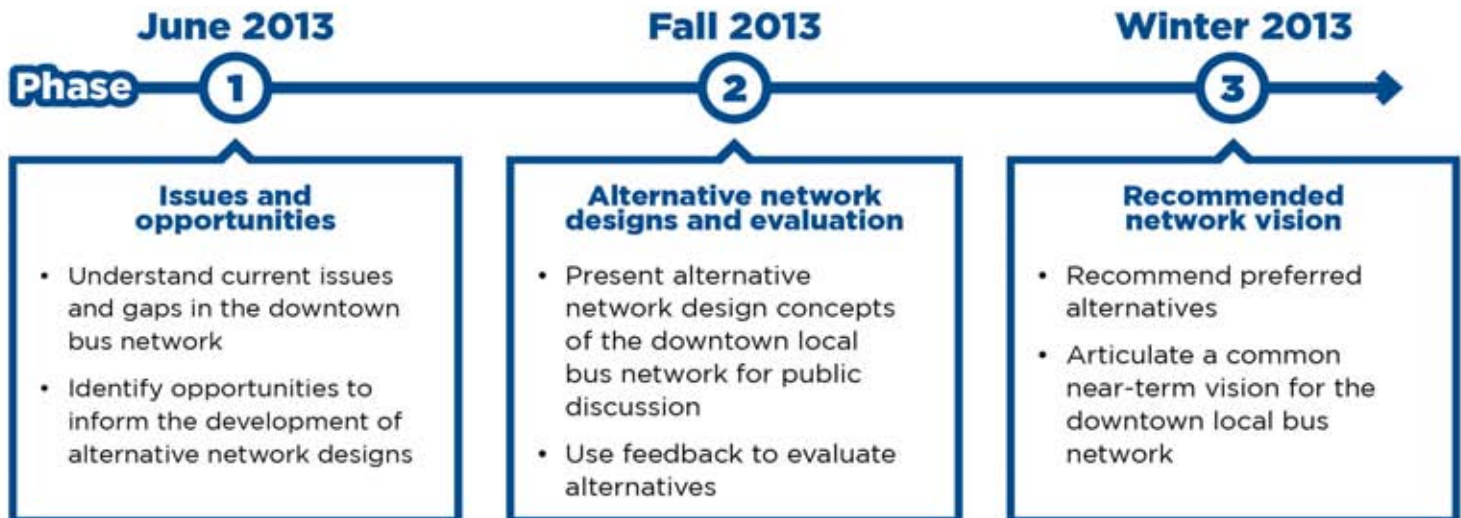 June 2013
Fall 2013
Winter 2013
Phase
1
2
3
Issues and
opportunities
• Understand current issues
and gaps in the downtown
bus network
• Identify opportunities to
inform the development of
alternative network designs
Alternative network
designs and evaluation
• Present alternative
network design concepts
of the downtown local
bus network for public
discussion
• Use feedback to evaluate
alternatives
Recommended
network vision
• Recommend preferred
alternatives
• Articulate a common
near-term vision for the
downtown local bus
network